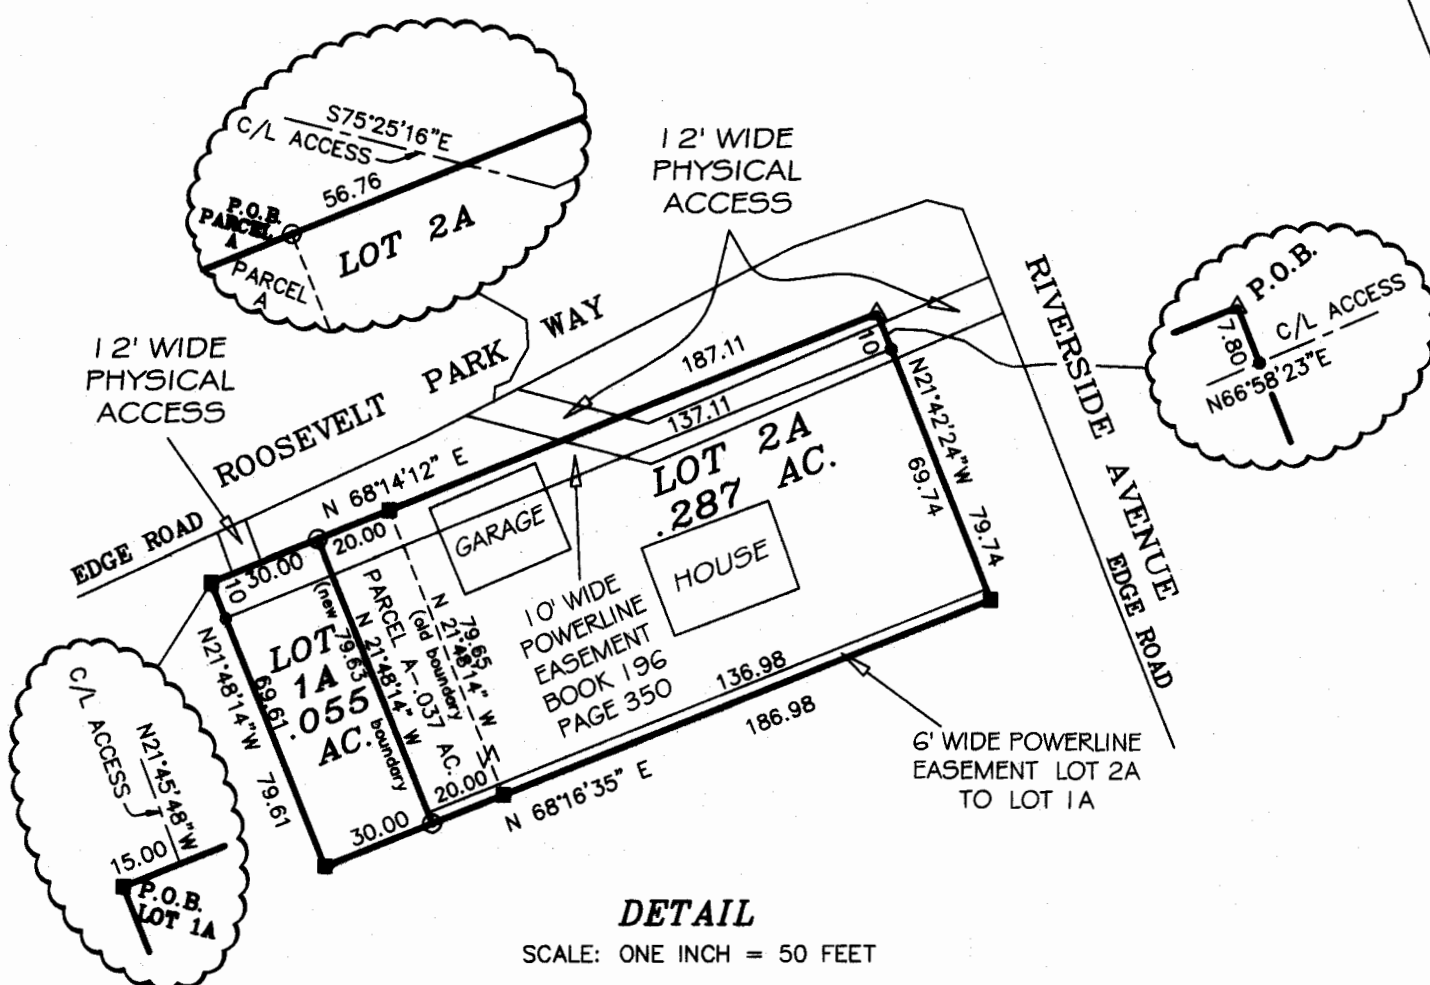 S75°25'16"E
C/L ACCESS
56.76
P.O.B.
PARCEL
A
LOT 2A
PARCEL
A
12' WIDE
PHYSICAL
ACCESS
12' WIDE
PHYSICAL
ACCESS
ROOSEVELT PARK WAY
RIVERSIDE AVENUE
P.O.B.
C/L ACCESS
7.80
N66°58'23"E
EDGE ROAD
EDGE ROAD
N 68°14'12" E
187.11
137.11
10
30.00
20.00
10
N21°42'24"W 79.74
69.74
LOT 2A
.287 AC.
GARAGE
HOUSE
10' WIDE
POWERLINE
EASEMENT
BOOK 196
PAGE 350
LOT
1A
.055
AC.
N21°48'14"W 79.61
69.61
(new 79.63 boundary
N 21°48'14" W
PARCEL A-.037 AC.
(old boundary
N 21°48'14" W
79.65
136.98
186.98
20.00
30.00
N 68°16'35" E
6' WIDE POWERLINE
EASEMENT LOT 2A
TO LOT 1A
C/L ACCESS
N21°45'48"W
15.00
P.O.B.
LOT 1A
DETAIL
SCALE: ONE INCH = 50 FEET